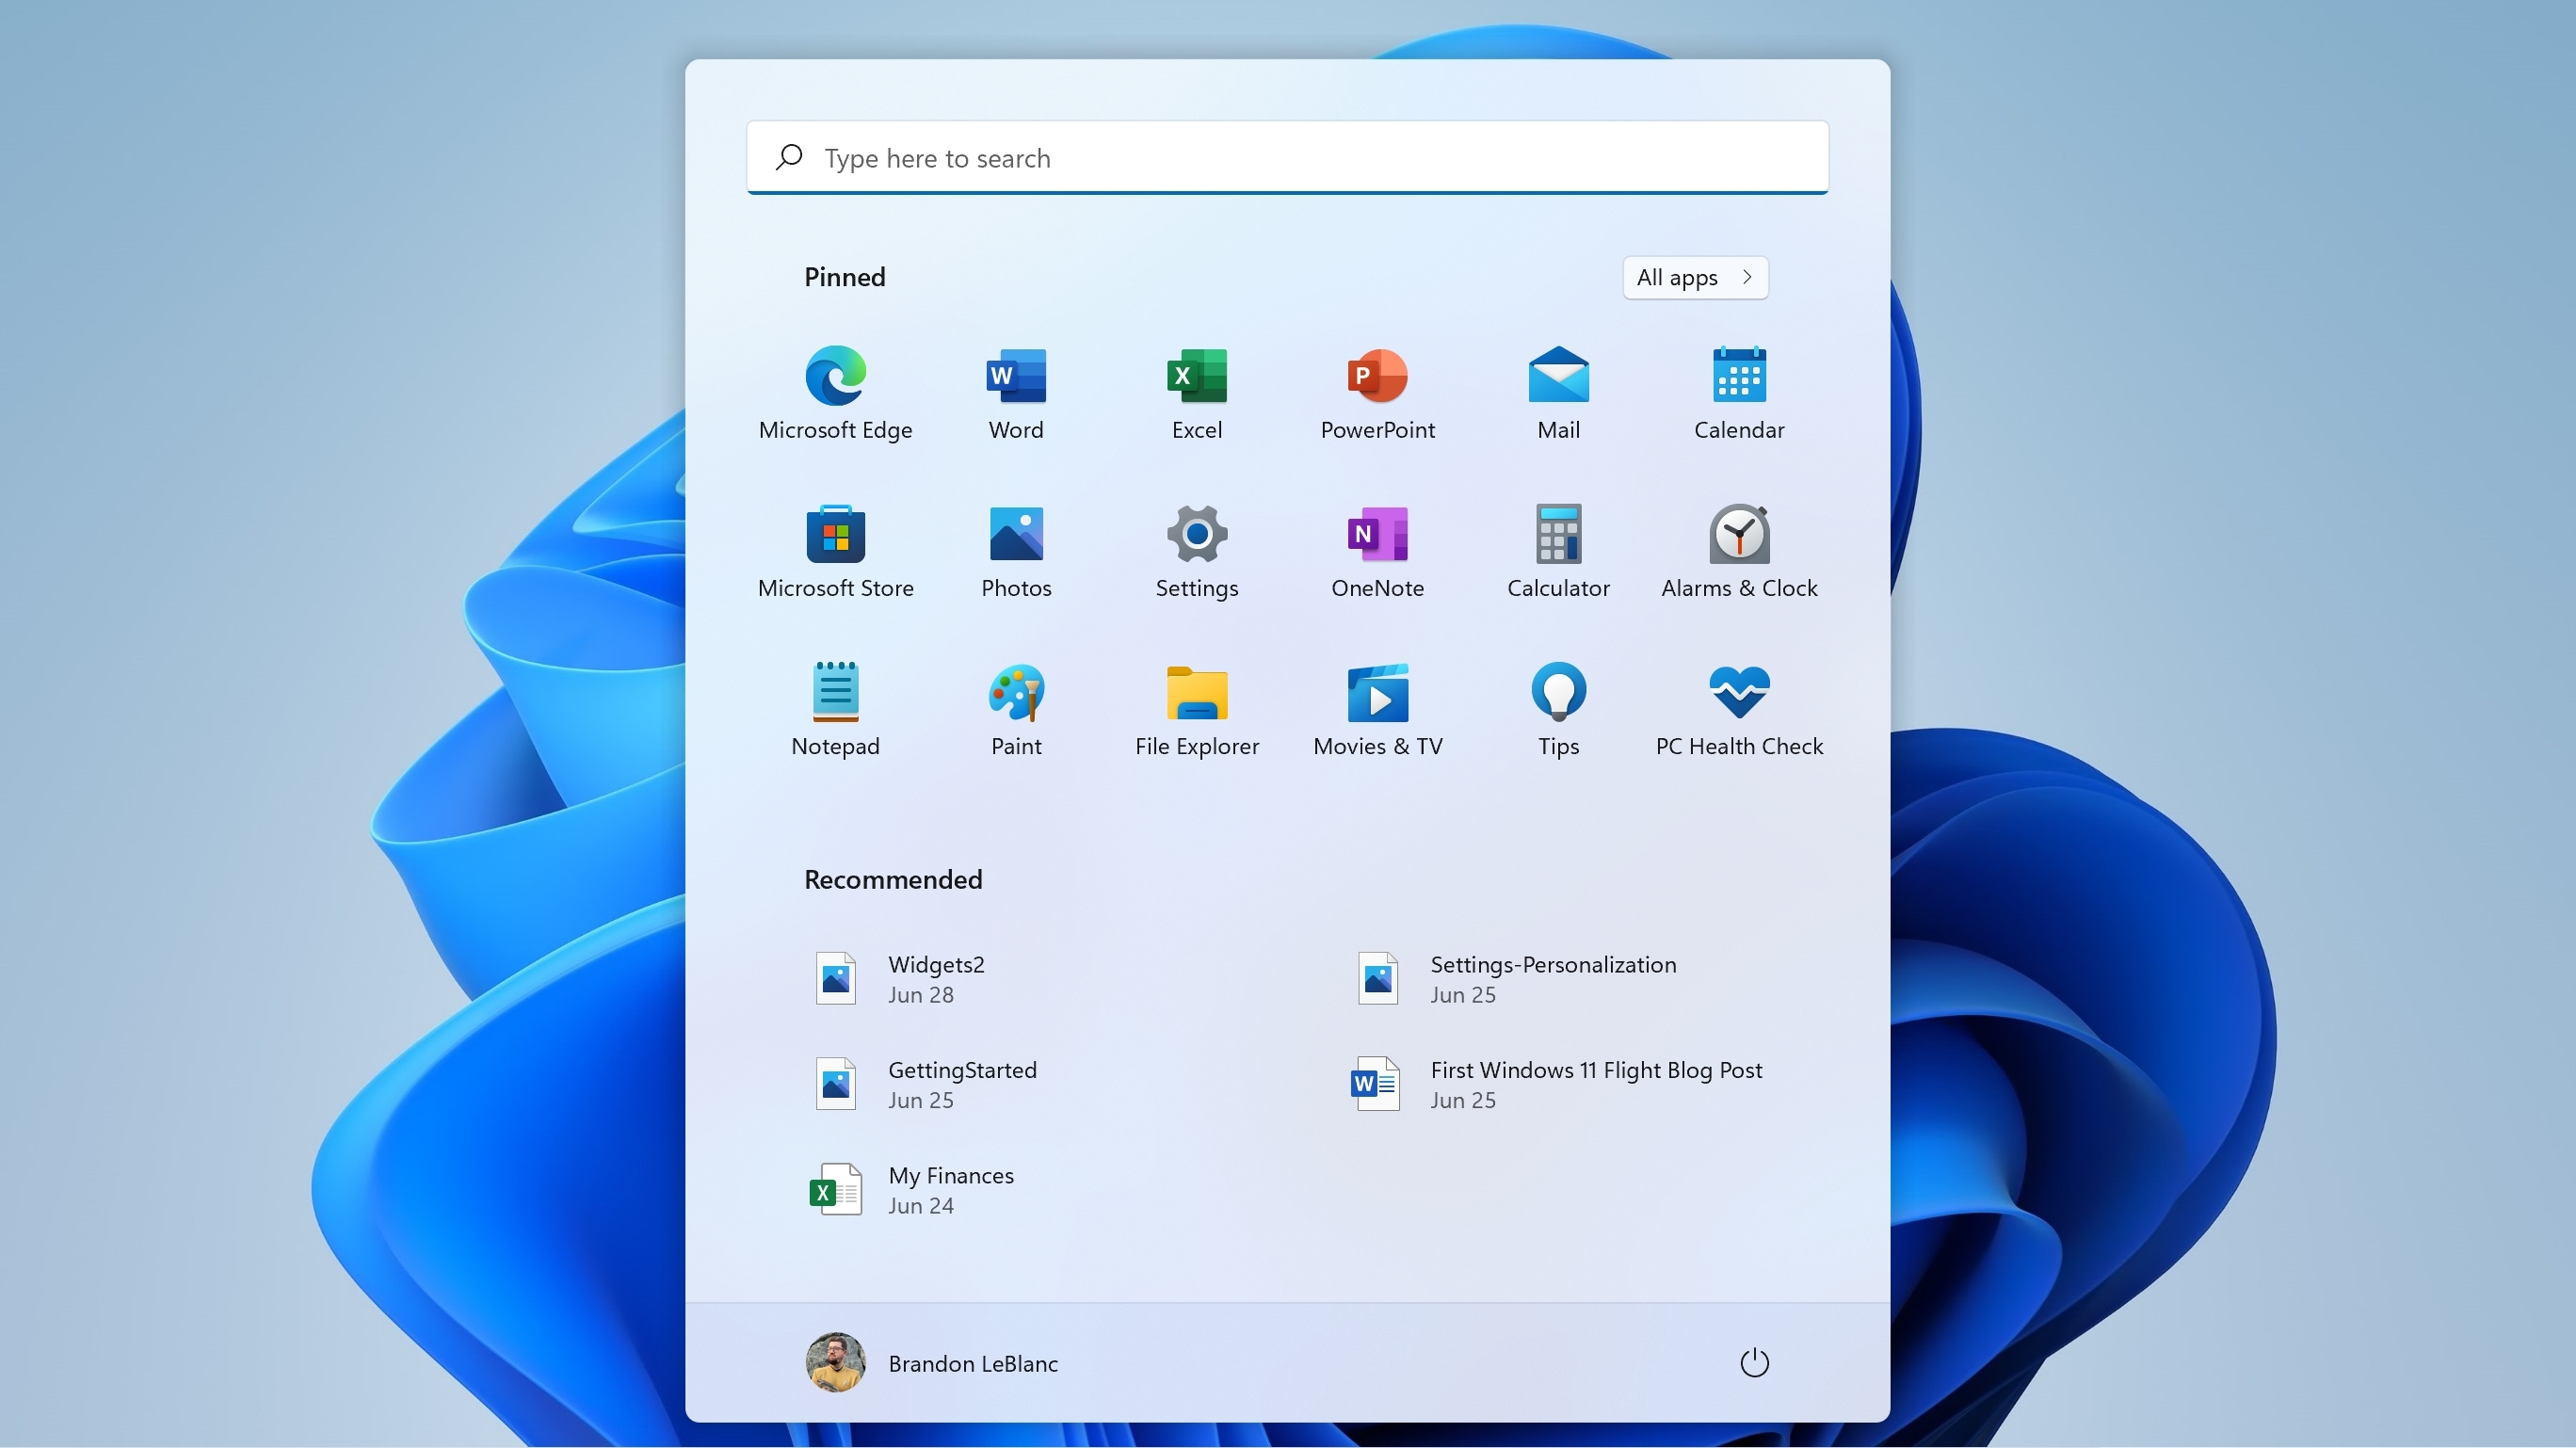 Type here to search
Pinned
All apps
Microsoft Edge
Word
Excel
PowerPoint
Mail
Calendar
Microsoft Store
Photos
Settings
OneNote
Calculator
Alarms & Clock
Notepad
Paint
File Explorer
Movies & TV
Tips
PC Health Check
Recommended
Widgets2
Jun 28
Settings-Personalization
Jun 25
GettingStarted
Jun 25
First Windows 11 Flight Blog Post
Jun 25
My Finances
Jun 24
Brandon LeBlanc